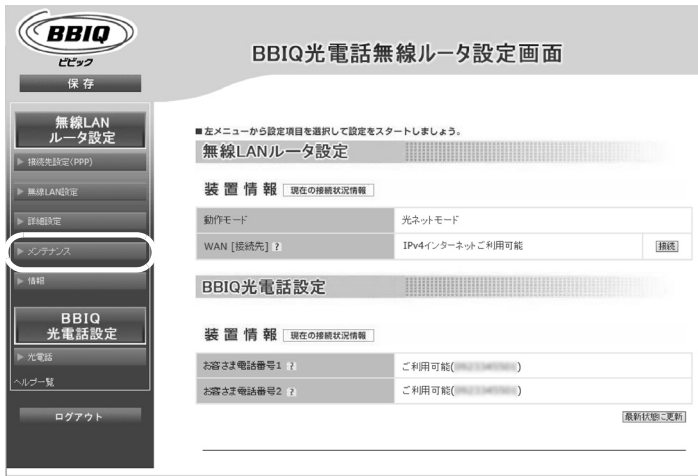 BBIQ
ビビック
BBIQ光電話無線ルータ設定画面
保存
無線LAN
ルータ設定
▶ 接続先設定(PPP)
▶ 無線LAN設定
▶ 詳細設定
▶ メンテナンス
▶ 情報
BBIQ
光電話設定
▶ 光電話
ヘルプ一覧
ログアウト
■左メニューから設定項目を選択して設定をスタートしましょう。
無線LANルータ設定
装置情報 現在の接続状況情報
動作モード 光ネットモード
WAN [接続先] ? IPv4インターネットご利用可能 接続
BBIQ光電話設定
装置情報 現在の接続状況情報
お客さま電話番号1 ? ご利用可能( )
お客さま電話番号2 ? ご利用可能( )
最新状態に更新